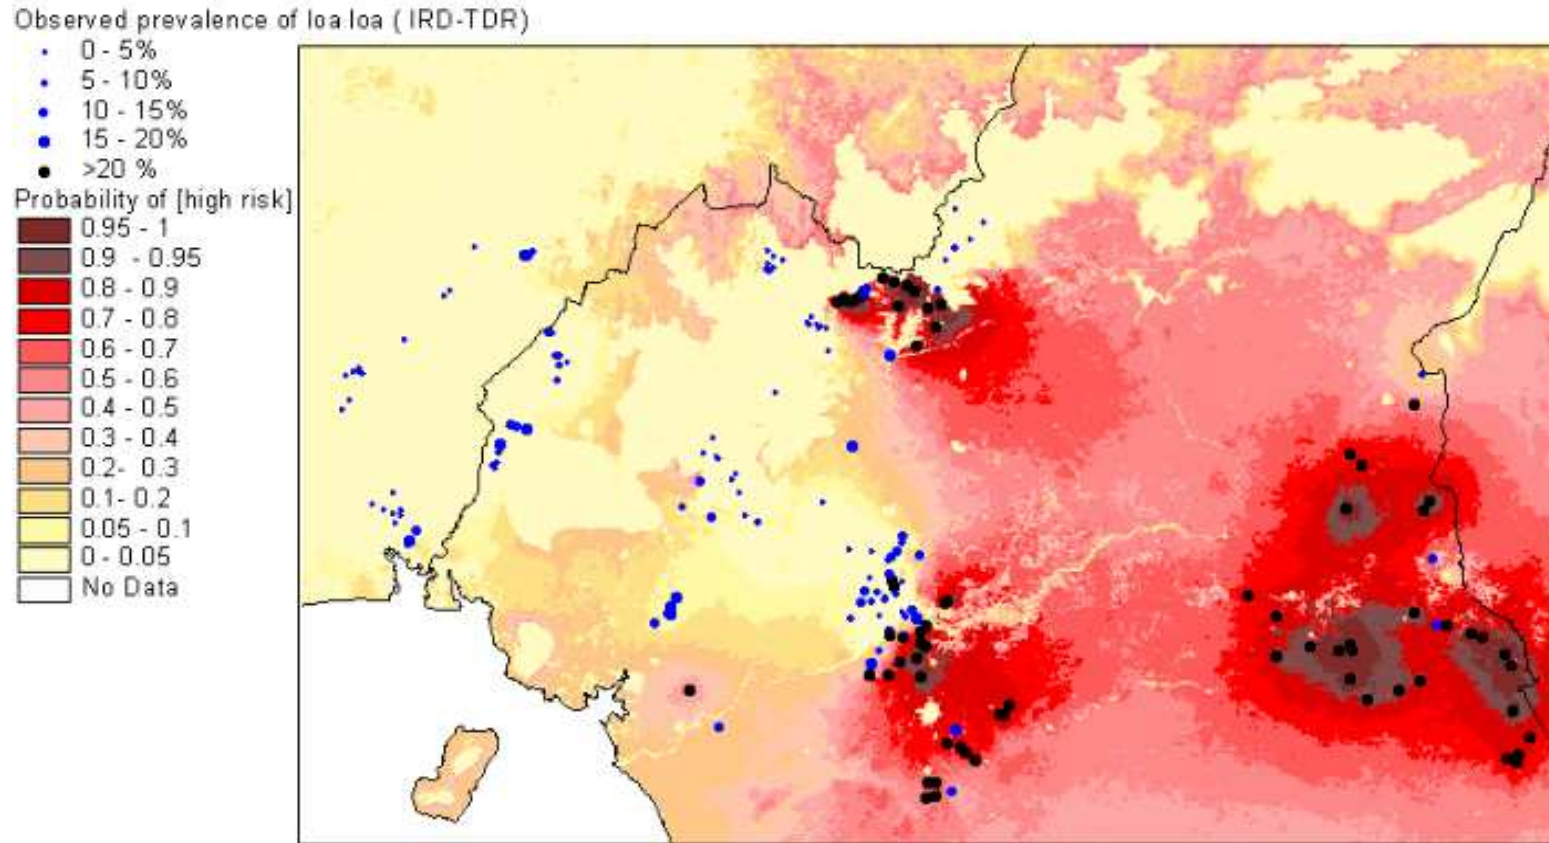 Observed prevalence of loa loa ( IRD-TDR)
0 - 5%
5 - 10%
10 - 15%
15 - 20%
>20 %
Probability of [high risk]
0.95 - 1
0.9 - 0.95
0.8 - 0.9
0.7 - 0.8
0.6 - 0.7
0.5 - 0.6
0.4 - 0.5
0.3 - 0.4
0.2- 0.3
0.1- 0.2
0.05 - 0.1
0 - 0.05
No Data